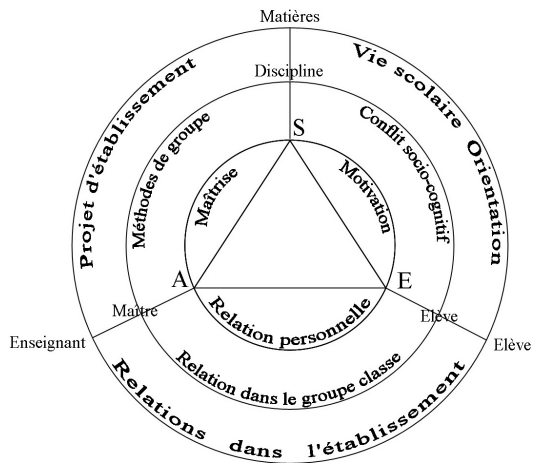 Matières
Projet d'établissement
Vie scolaire Orientation
Discipline
Méthodes de groupe
Conflit socio-cognitif
S
Maîtrise
Motivation
A
E
Relation personnelle
Maître
Elève
Enseignant
Elève
Relation dans le groupe classe
Relations dans l'établissement